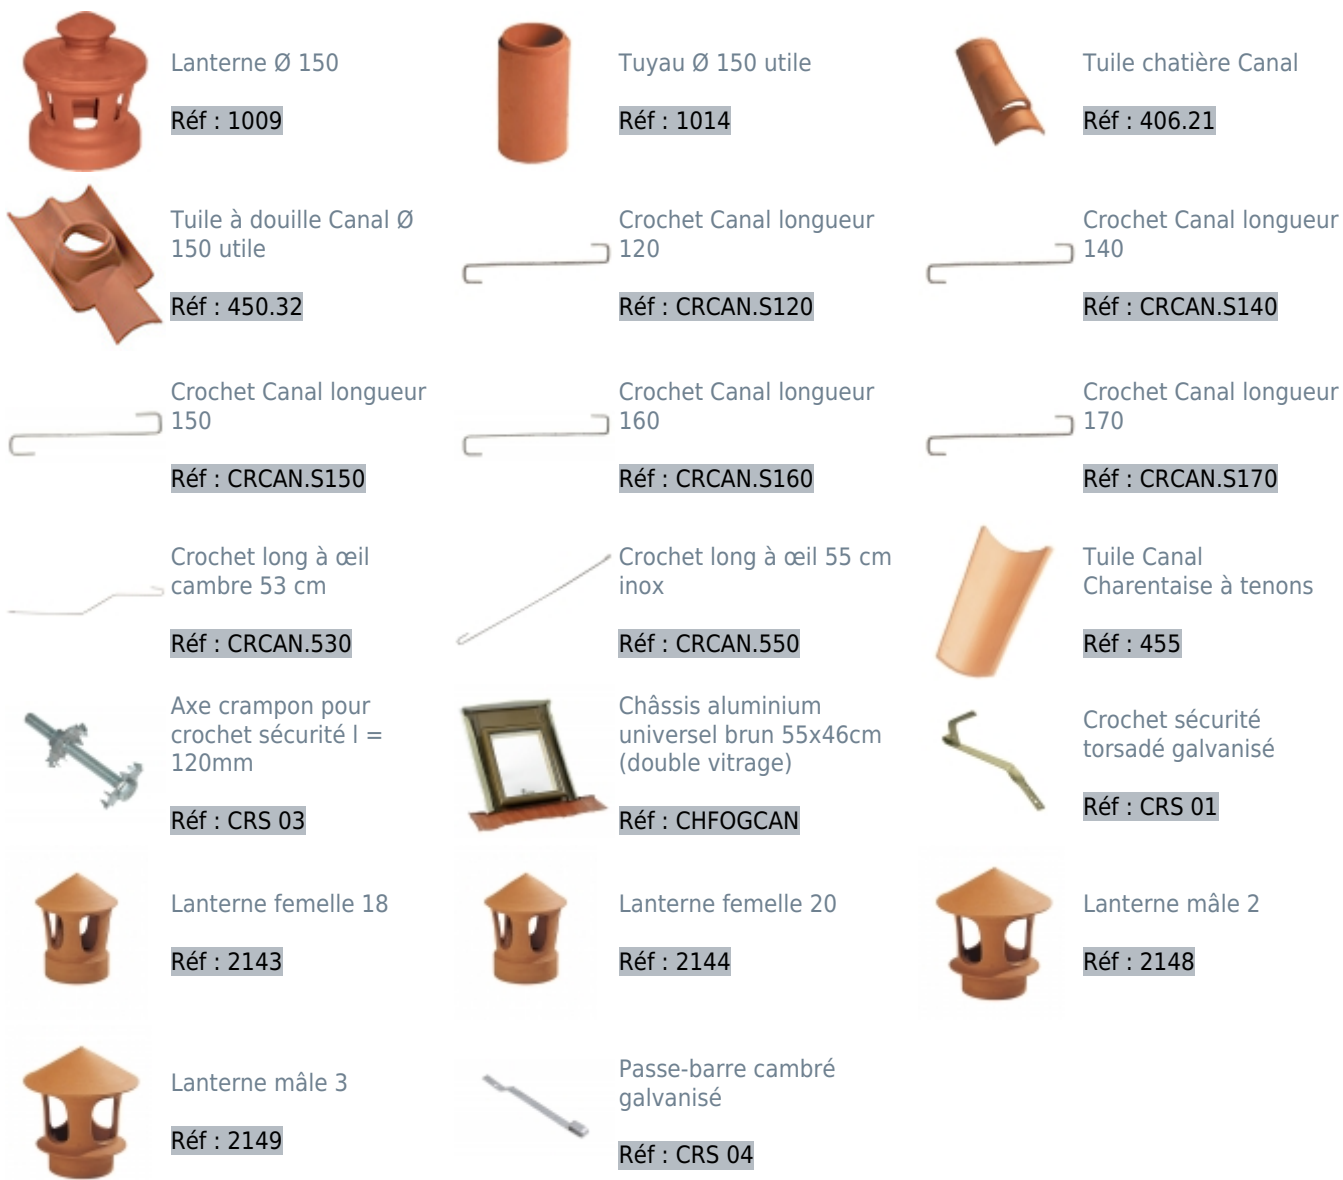 Lanterne Ø 150
Réf : 1009
Tuyau Ø 150 utile
Réf : 1014
Tuile chatière Canal
Réf : 406.21
Tuile à douille Canal Ø
150 utile
Réf : 450.32
Crochet Canal longueur
120
Réf : CRCAN.S120
Crochet Canal longueur
140
Réf : CRCAN.S140
Crochet Canal longueur
150
Réf : CRCAN.S150
Crochet Canal longueur
160
Réf : CRCAN.S160
Crochet Canal longueur
170
Réf : CRCAN.S170
Crochet long à œil
cambre 53 cm
Réf : CRCAN.530
Crochet long à œil 55 cm
inox
Réf : CRCAN.550
Tuile Canal
Charentaise à tenons
Réf : 455
Axe crampon pour
crochet sécurité l =
120mm
Réf : CRS 03
Châssis aluminium
universel brun 55x46cm
(double vitrage)
Réf : CHFOGCAN
Crochet sécurité
torsadé galvanisé
Réf : CRS 01
Lanterne femelle 18
Réf : 2143
Lanterne femelle 20
Réf : 2144
Lanterne mâle 2
Réf : 2148
Lanterne mâle 3
Réf : 2149
Passe-barre cambré
galvanisé
Réf : CRS 04